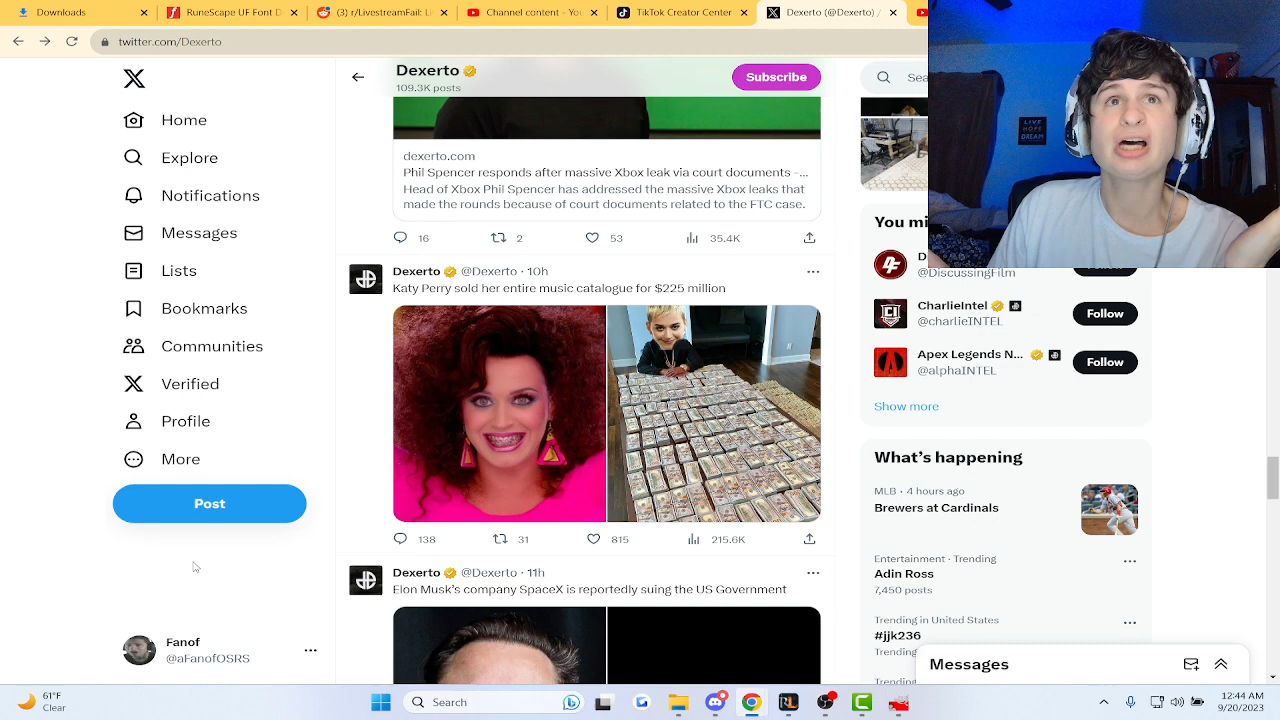 Downloads
RuneScape UF FUT D
(3) r/LivestreamFail: L
Channel content - You
TikTok Creator Center
Dexerto (@Dexerto) /
twitter.com/Dexerto
Home
Explore
Notifications
Messages
Lists
Bookmarks
Communities
Verified
Profile
More
Post
Fanof
@aFanofOSRS
Dexerto
109.3K posts
Subscribe
dexerto.com
Phil Spencer responds after massive Xbox leak via court documents -...
Head of Xbox Phil Spencer has addressed the massive Xbox leaks that
made the rounds because of court documents related to the FTC case.
16 2 53 35.4K
Dexerto @Dexerto · 10h
Katy Perry sold her entire music catalogue for $225 million
138 31 815 215.6K
Dexerto @Dexerto · 11h
Elon Musk's company SpaceX is reportedly suing the US Government
Sea
LIVE
HOPE
DREAM
You mi
D
@DiscussingFilm
Follow
CharlieIntel
@charlieINTEL
Follow
Apex Legends N...
@alphaINTEL
Follow
Show more
What's happening
MLB · 4 hours ago
Brewers at Cardinals
Entertainment · Trending
Adin Ross
7,450 posts
Trending in United States
#jjk236
Trending
Messages
61°F
Clear
Search
12:44 AM
9/20/2023